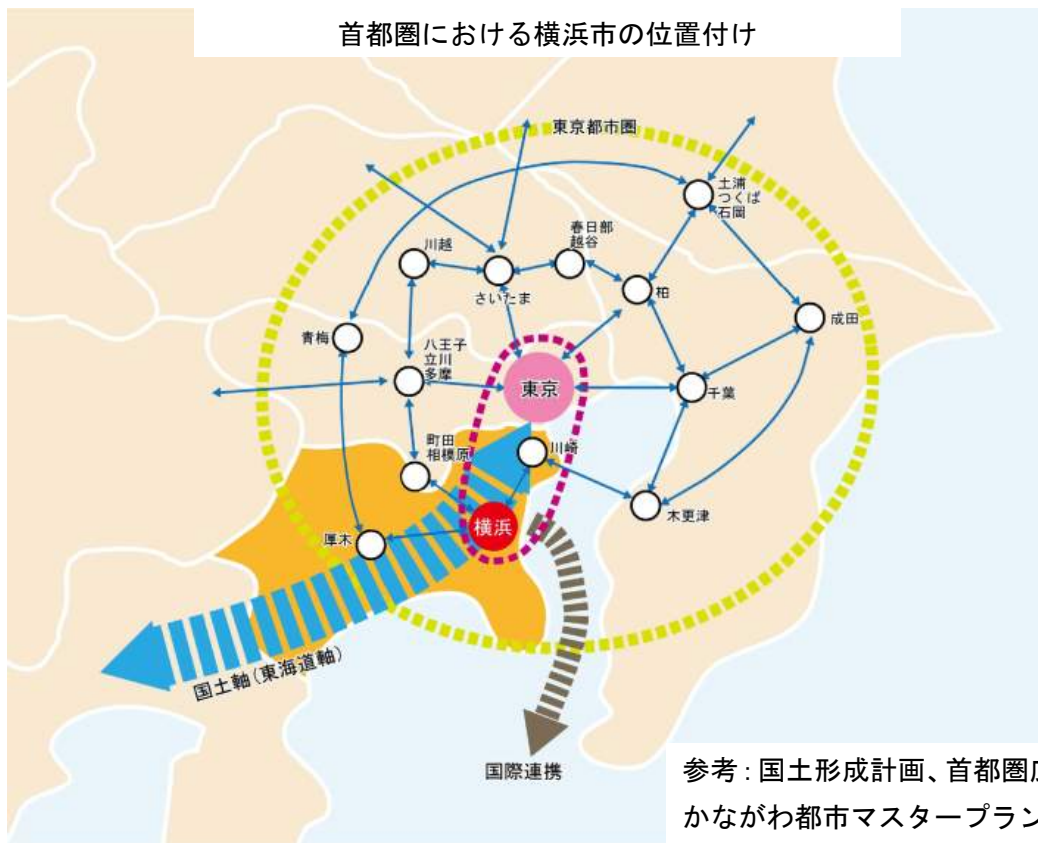 首都圏における横浜市の位置付け
東京都市圏
土浦
つくば
石岡
春日部
越谷
川越
さいたま
柏
成田
青梅
八王子
立川
多摩
東京
千葉
町田
相模原
川崎
木更津
横浜
厚木
国土軸(東海道軸)
国際連携
参考:国土形成計画、首都圏広
かながわ都市マスタープラン